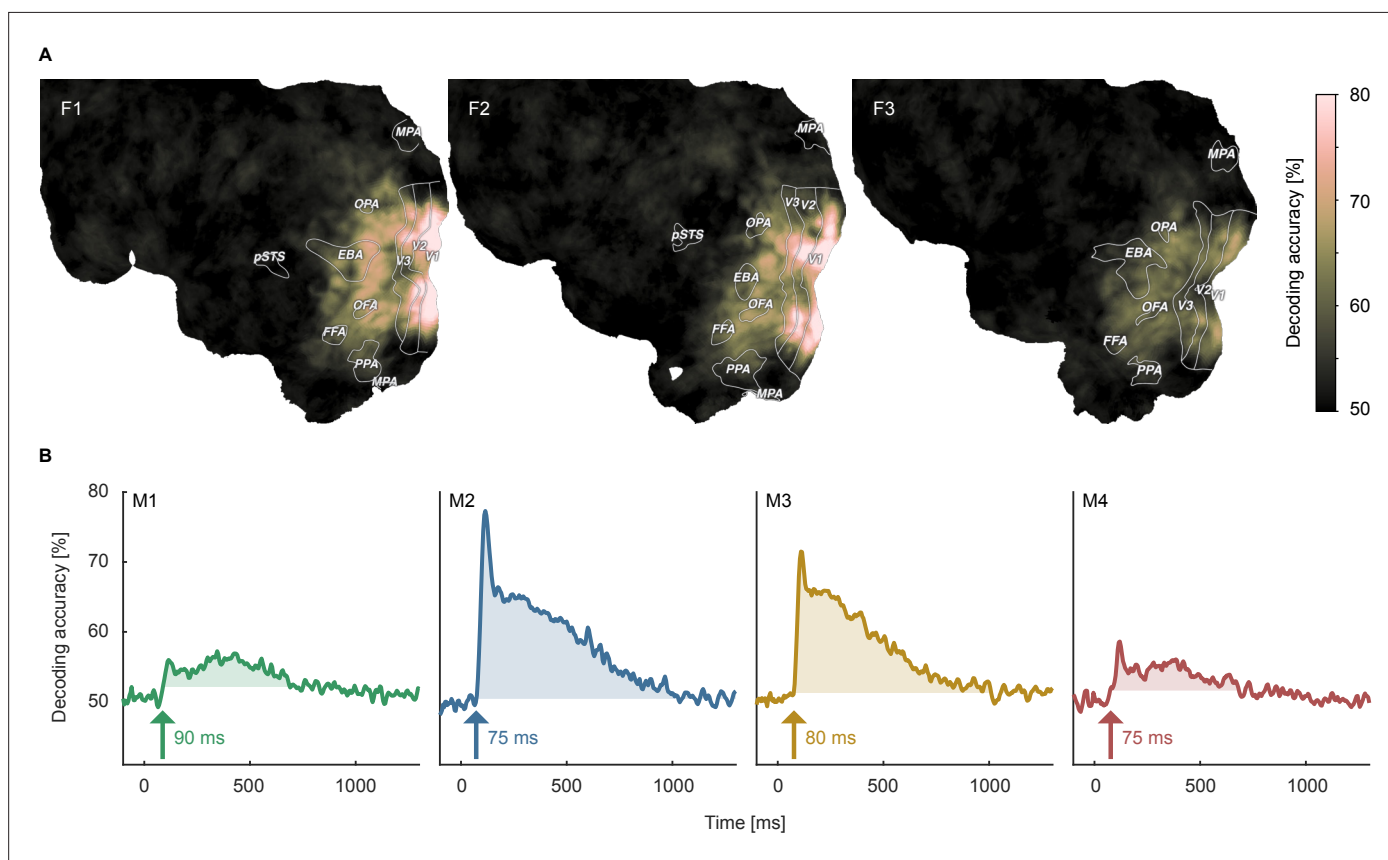 A
F1
MPA
OPA
pSTS
EBA
V2
V3
V1
OFA
FFA
PPA
MPA
F2
MPA
V3
V2
OPA
pSTS
V1
EBA
OFA
FFA
PPA
MPA
F3
MPA
OPA
EBA
V2
V1
V3
OFA
FFA
PPA
80
70
60
50
Decoding accuracy [%]
B
Decoding accuracy [%]
80
70
60
50
M1
90 ms
0 500 1000
M2
75 ms
0 500 1000
M3
80 ms
0 500 1000
M4
75 ms
0 500 1000
Time [ms]